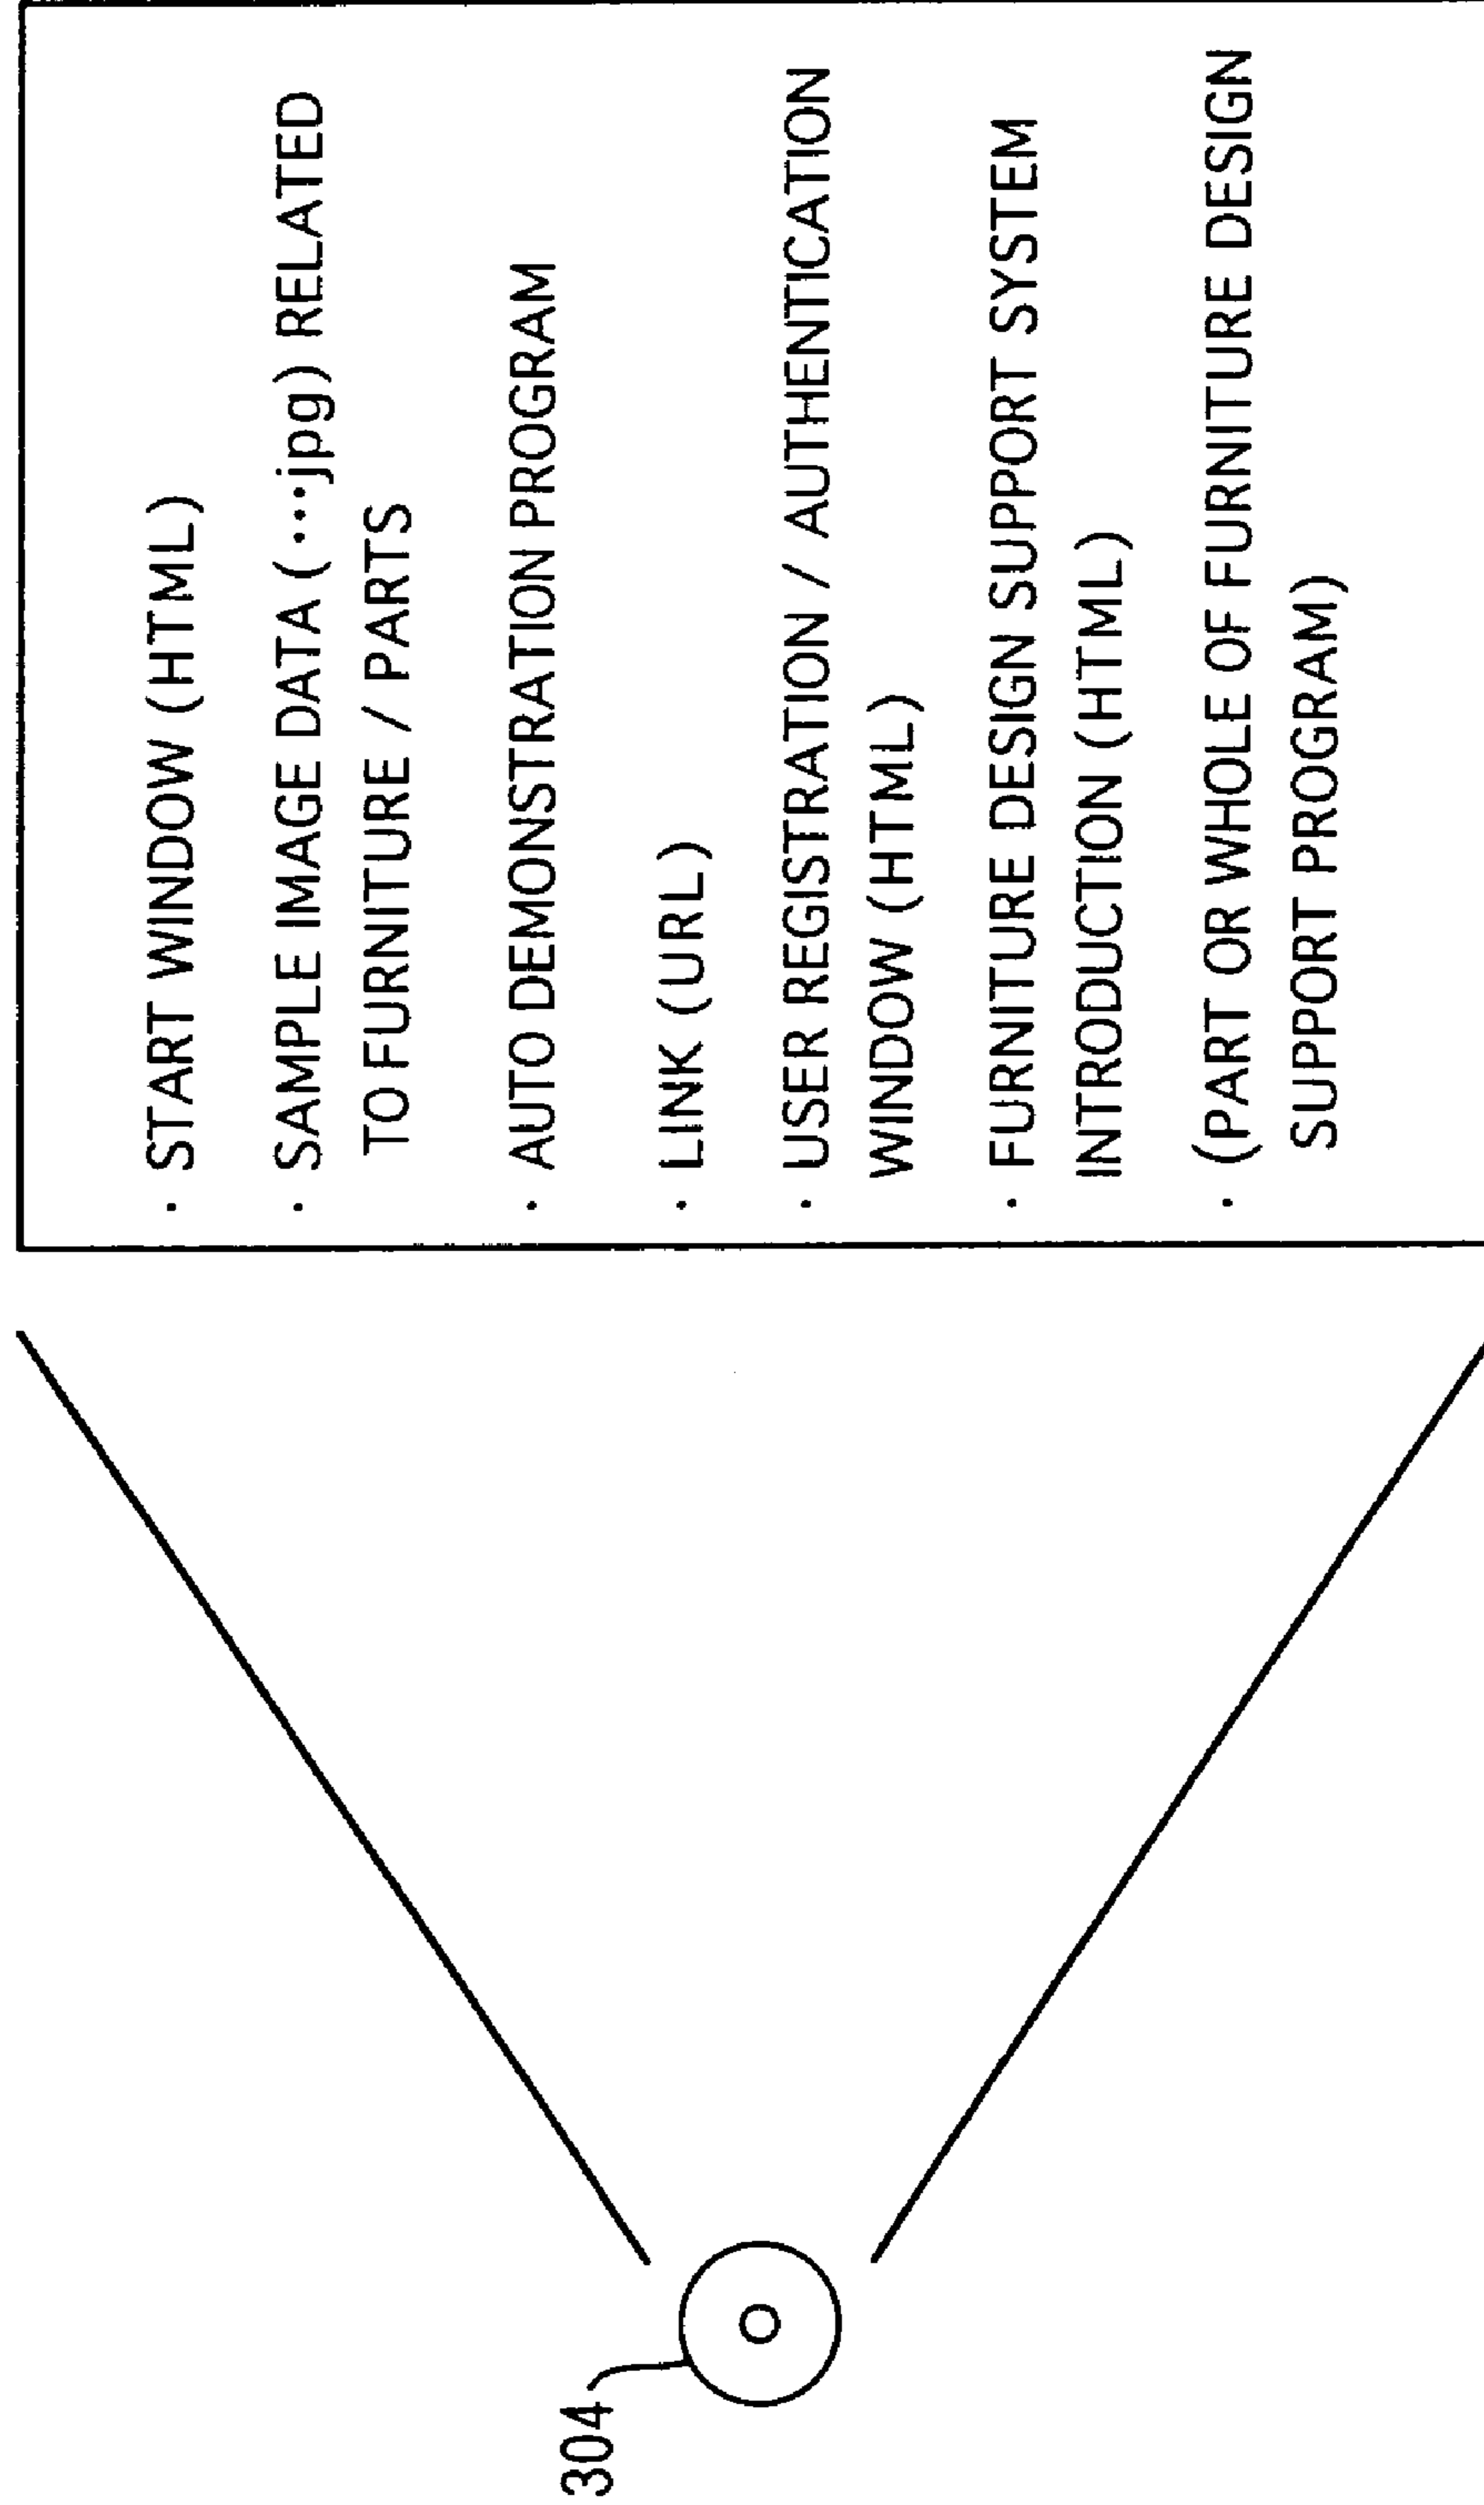 304
· START WINDOW (HTML)
· SAMPLE IMAGE DATA (···jpg) RELATED
TO FURNITURE / PARTS
· AUTO DEMONSTRATION PROGRAM
· LINK (URL)
· USER REGISTRATION / AUTHENTICATION
WINDOW (HTML)
· FURNITURE DESIGN SUPPORT SYSTEM
INTRODUCTION (HTML)
· (PART OR WHOLE OF FURNITURE DESIGN
SUPPORT PROGRAM)